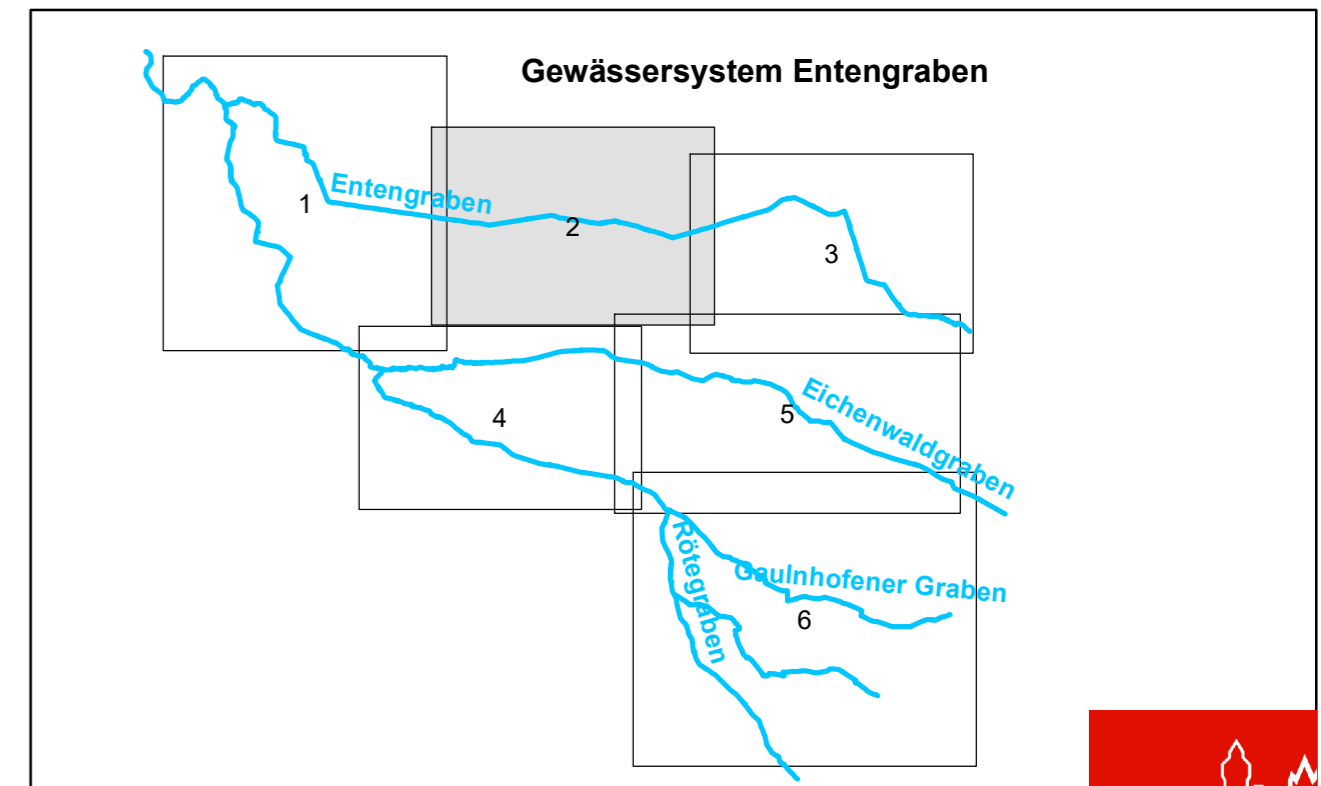 Gewässersystem Entengraben
Entengraben
1
2
3
4
5
Eichenwaldgraben
Rötegraben
Gaulnhofener Graben
6